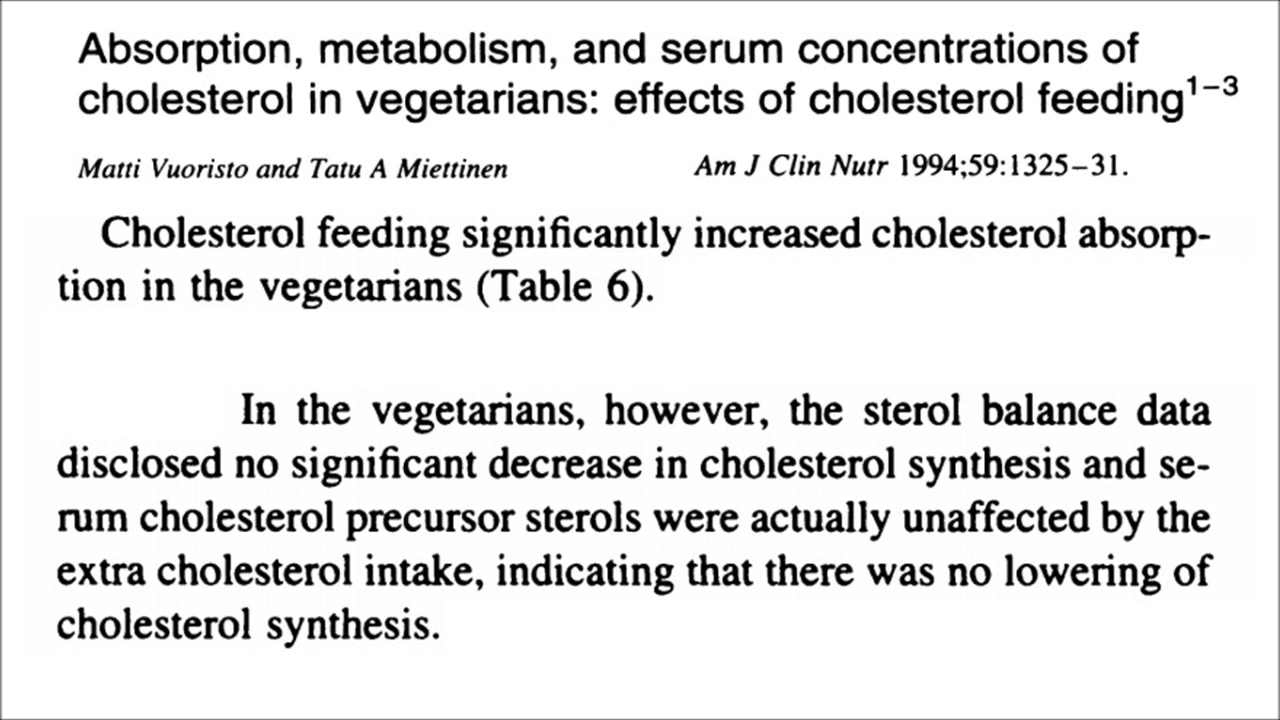 Absorption, metabolism, and serum concentrations of
cholesterol in vegetarians: effects of cholesterol feeding¹⁻³
Matti Vuoristo and Tatu A Miettinen
Am J Clin Nutr 1994;59:1325–31.
Cholesterol feeding significantly increased cholesterol absorp-
tion in the vegetarians (Table 6).
In the vegetarians, however, the sterol balance data
disclosed no significant decrease in cholesterol synthesis and se-
rum cholesterol precursor sterols were actually unaffected by the
extra cholesterol intake, indicating that there was no lowering of
cholesterol synthesis.